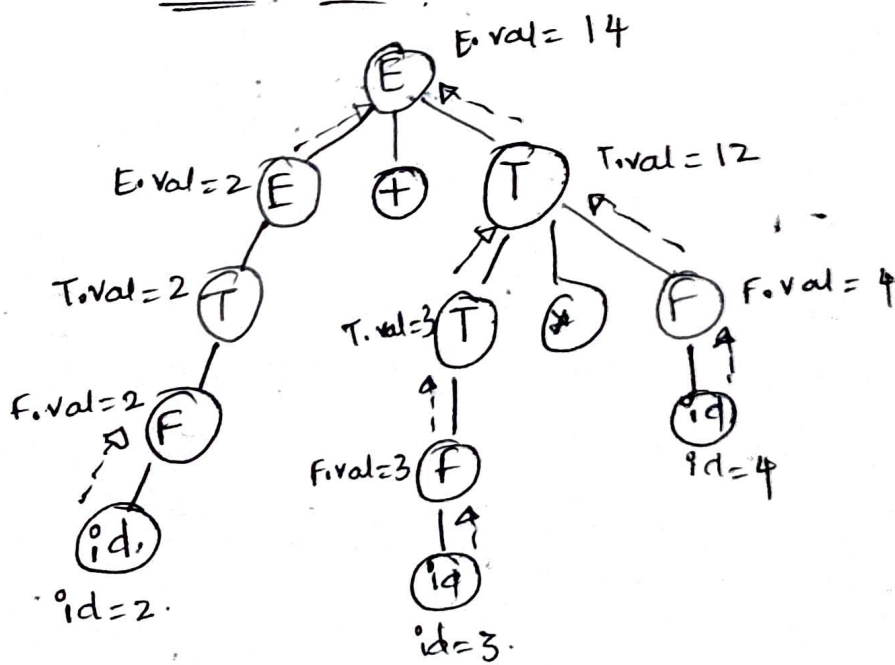 E.val = 14
E
E.val = 2 E + T T.val = 12
T.val = 2 T T.val=3 T * F F.val = 4
F.val=2 F F.val=3 F id
id=4
id. id
id=2.
id=3.